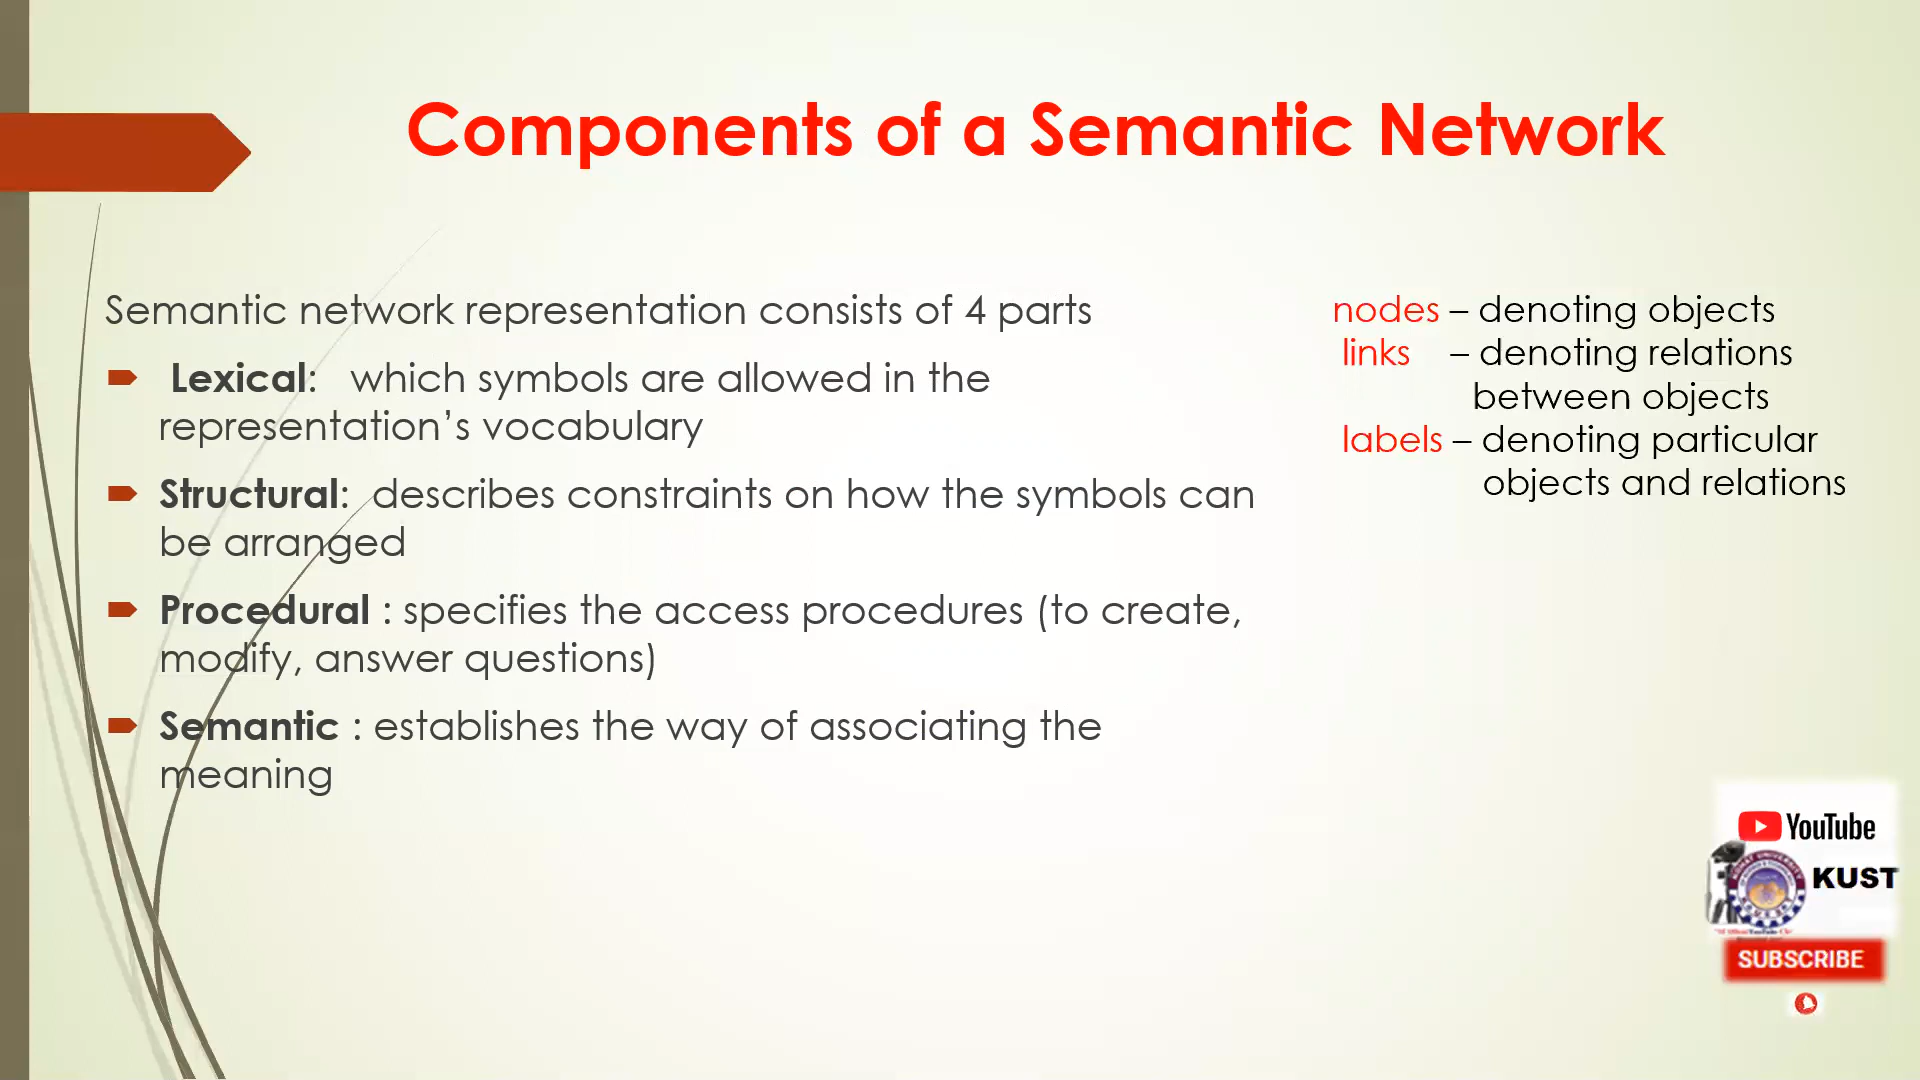 Components of a Semantic Network
Semantic network representation consists of 4 parts
Lexical: which symbols are allowed in the
representation’s vocabulary
Structural: describes constraints on how the symbols can
be arranged
Procedural : specifies the access procedures (to create,
modify, answer questions)
Semantic : establishes the way of associating the
meaning
nodes – denoting objects
links – denoting relations
between objects
labels – denoting particular
objects and relations
YouTube
KUST
SUBSCRIBE